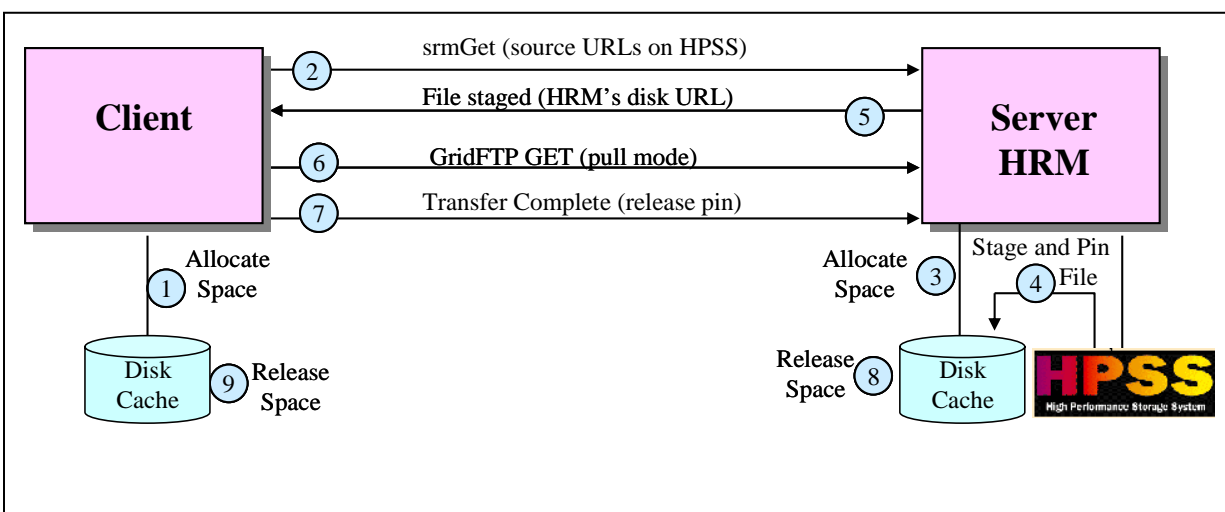 srmGet (source URLs on HPSS)
2
File staged (HRM's disk URL)
5
Client
Server
HRM
6
GridFTP GET (pull mode)
7
Transfer Complete (release pin)
Allocate
Space
1
Allocate
Space
3
Stage and Pin
File
4
Disk
Cache
9
Release
Space
Release
Space
8
Disk
Cache
HPSS
High Performance Storage System